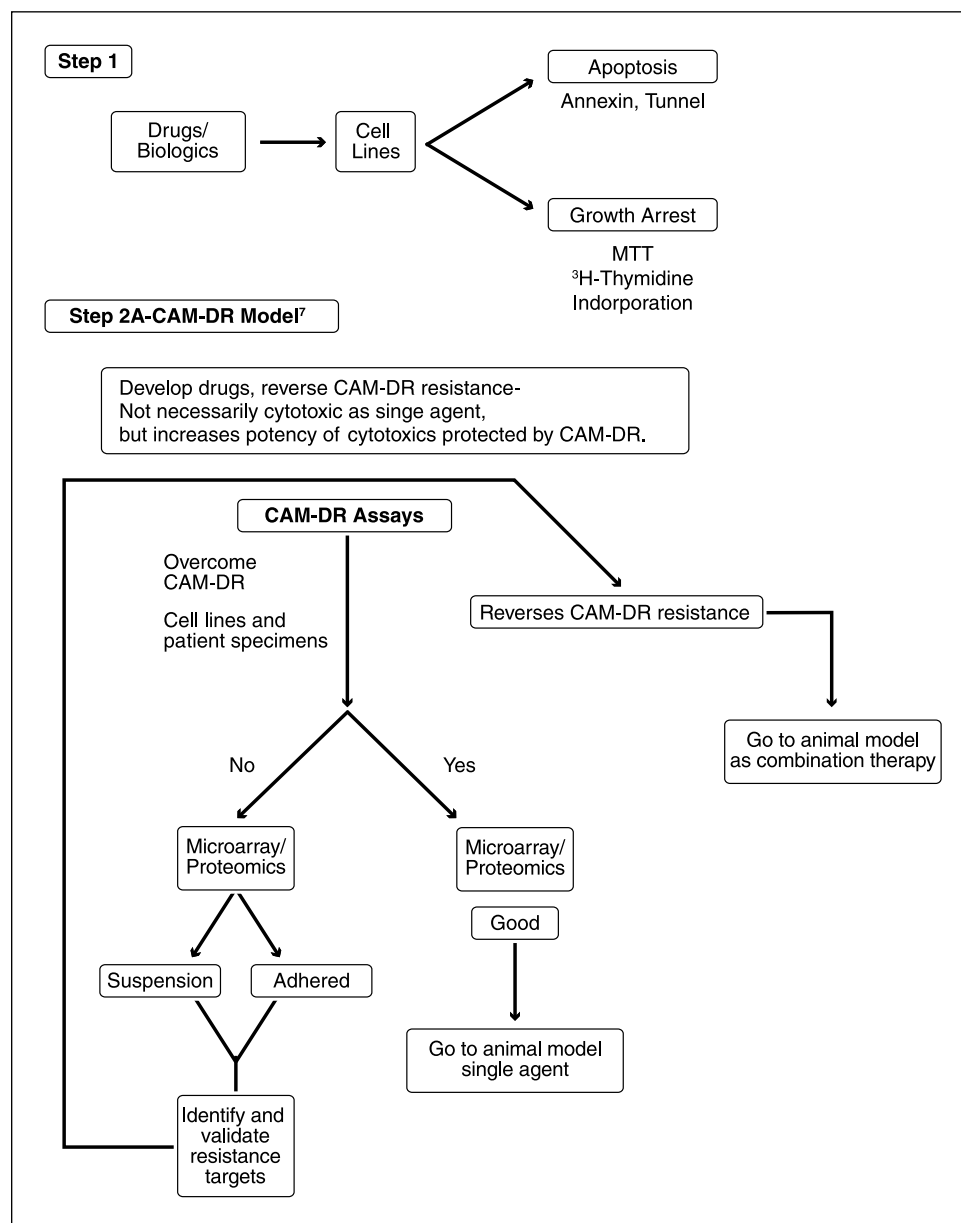 Step 1
Drugs/
Biologics
Cell
Lines
Apoptosis
Annexin, Tunnel
Growth Arrest
MTT
³H-Thymidine
Indorporation
Step 2A-CAM-DR Model⁷
Develop drugs, reverse CAM-DR resistance-
Not necessarily cytotoxic as singe agent,
but increases potency of cytotoxics protected by CAM-DR.
CAM-DR Assays
Overcome
CAM-DR
Cell lines and
patient specimens
Reverses CAM-DR resistance
Go to animal model
as combination therapy
No
Yes
Microarray/
Proteomics
Microarray/
Proteomics
Good
Suspension
Adhered
Go to animal model
single agent
Identify and
validate
resistance
targets